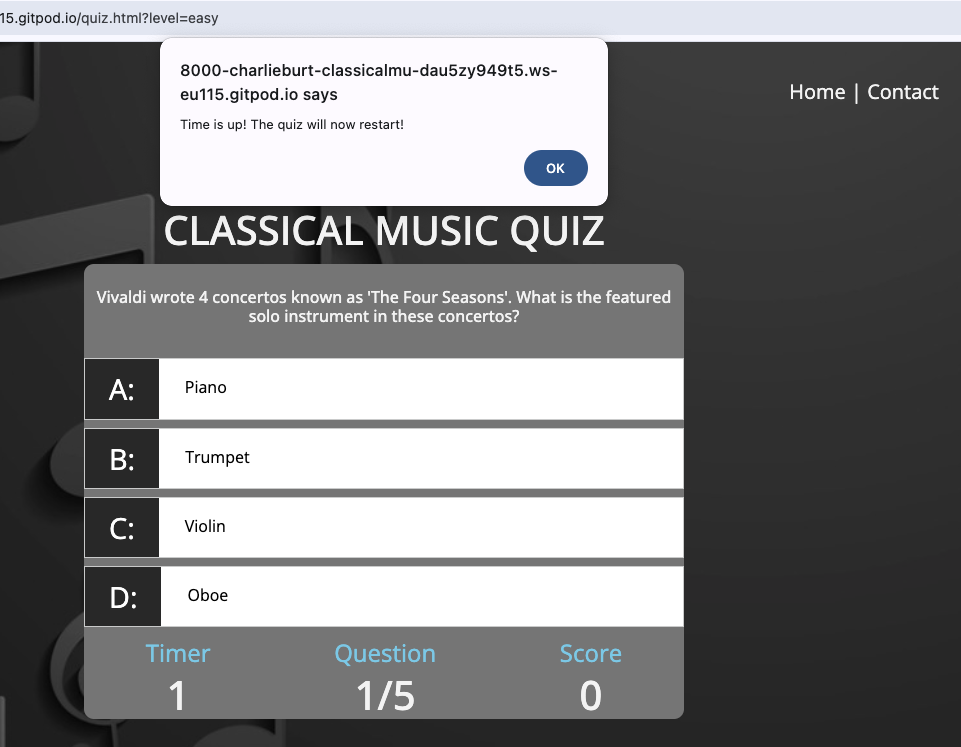 15.gitpod.io/quiz.html?level=easy
8000-charlieburt-classicalmu-dau5zy949t5.ws-
eu115.gitpod.io says
Time is up! The quiz will now restart!
OK
Home | Contact
CLASSICAL MUSIC QUIZ
Vivaldi wrote 4 concertos known as 'The Four Seasons'. What is the featured
solo instrument in these concertos?
A: Piano
B: Trumpet
C: Violin
D: Oboe
Timer Question Score
1 1/5 0